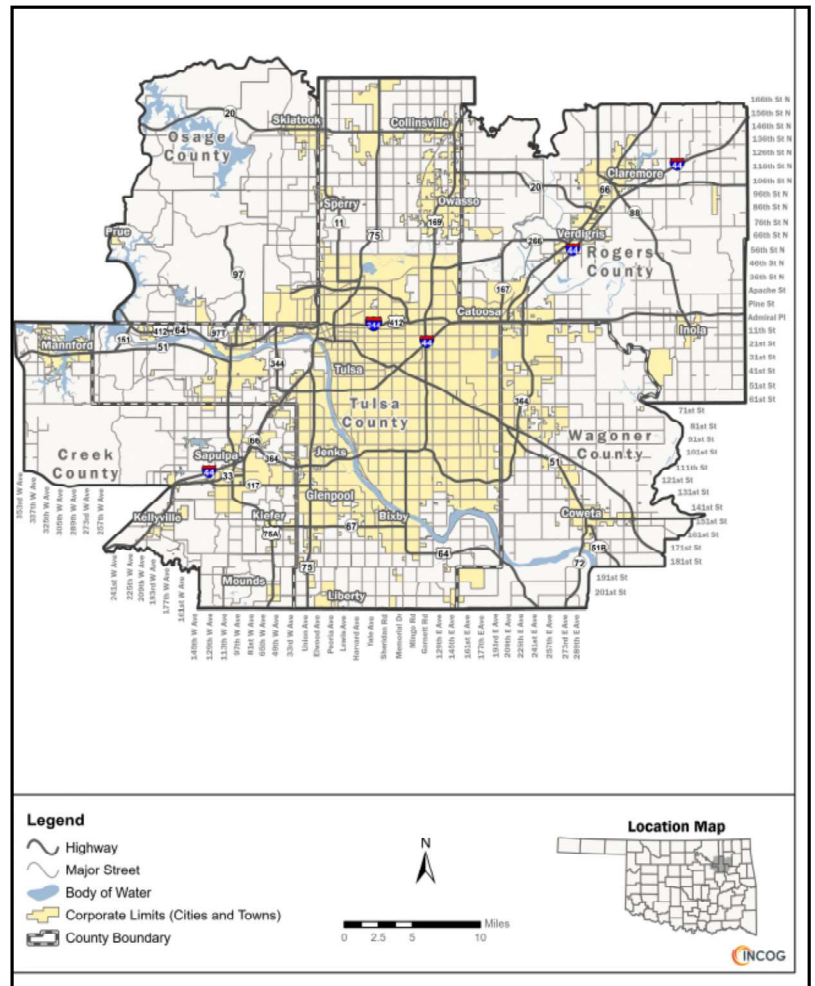 20
Skiatook
Collinsville
Osage
County
Sperry
11
75
169
Owasso
20
66
Claremore
44
88
Prue
97
266
Verdigris
44
Rogers
County
167
Catoosa
Inola
Mannford
151
412
64
51
97T
244
412
44
344
Tulsa
Tulsa
County
364
Wagoner
County
51
Creek
County
66
Sapulpa
364
44
33
117
Jenks
Glenpool
Kellyville
Kiefer
75A
67
Bixby
64
Coweta
51B
72
Mounds
75
Liberty
166th St N
156th St N
146th St N
136th St N
126th St N
116th St N
106th St N
96th St N
86th St N
76th St N
66th St N
56th St N
46th St N
36th St N
Apache St
Pine St
Admiral Pl
11th St
21st St
31st St
41st St
51st St
61st St
71st St
81st St
91st St
101st St
111th St
121st St
131st St
141st St
151st St
161st St
171st St
181st St
191st St
201st St
353rd W Ave
337th W Ave
325th W Ave
305th W Ave
289th W Ave
273rd W Ave
257th W Ave
241st W Ave
225th W Ave
209th W Ave
193rd W Ave
177th W Ave
161st W Ave
145th W Ave
129th W Ave
113th W Ave
97th W Ave
81st W Ave
65th W Ave
49th W Ave
33rd W Ave
Union Ave
Elwood Ave
Peoria Ave
Lewis Ave
Harvard Ave
Yale Ave
Sheridan Rd
Memorial Dr
Mingo Rd
Garnett Rd
129th E Ave
145th E Ave
161st E Ave
177th E Ave
193rd E Ave
209th E Ave
225th E Ave
241st E Ave
257th E Ave
273rd E Ave
289th E Ave
Legend
Highway
Major Street
Body of Water
Corporate Limits (Cities and Towns)
County Boundary
N
Miles
0 2.5 5 10
Location Map
INCOG